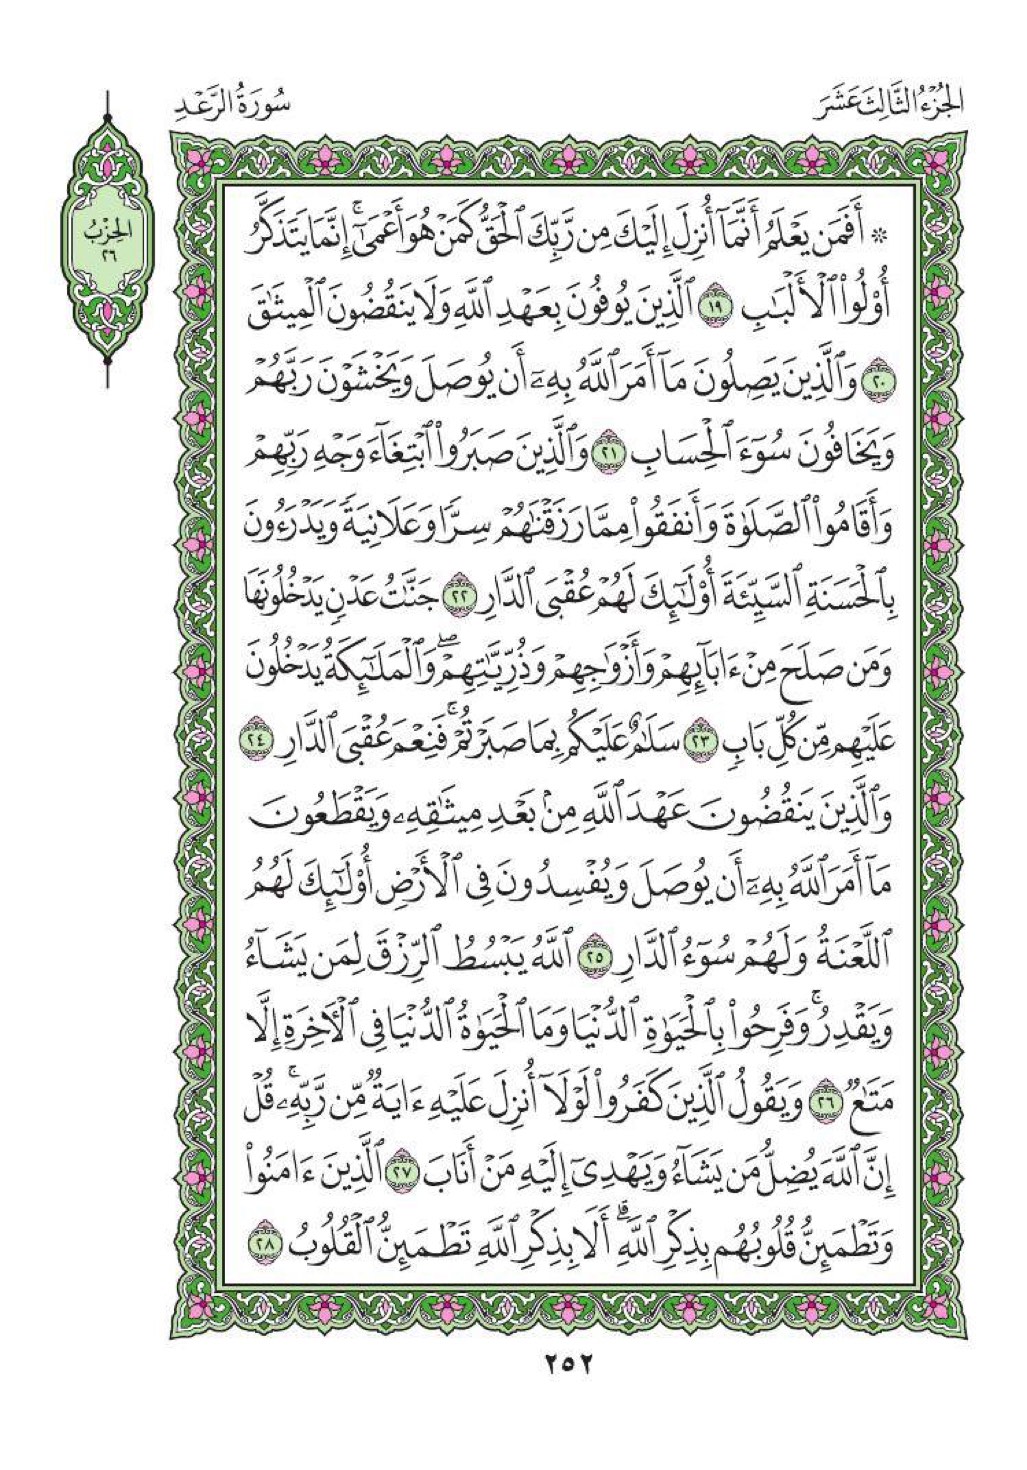 الجُزْءُ الثَّالِثَ عَشَرَ
سُورَةُ الرَّعْدِ
الحِزْبُ
٢٦
۞ أَفَمَن يَعْلَمُ أَنَّمَآ أُنزِلَ إِلَيْكَ مِن رَّبِّكَ ٱلْحَقُّ كَمَنْ هُوَ أَعْمَىٰٓۚ إِنَّمَا يَتَذَكَّرُ
أُو۟لُوا۟ ٱلْأَلْبَـٰبِ ١٩ ٱلَّذِينَ يُوفُونَ بِعَهْدِ ٱللَّهِ وَلَا يَنقُضُونَ ٱلْمِيثَـٰقَ
٢٠ وَٱلَّذِينَ يَصِلُونَ مَآ أَمَرَ ٱللَّهُ بِهِۦٓ أَن يُوصَلَ وَيَخْشَوْنَ رَبَّهُمْ
وَيَخَافُونَ سُوٓءَ ٱلْحِسَابِ ٢١ وَٱلَّذِينَ صَبَرُوا۟ ٱبْتِغَآءَ وَجْهِ رَبِّهِمْ
وَأَقَامُوا۟ ٱلصَّلَوٰةَ وَأَنفَقُوا۟ مِمَّا رَزَقْنَـٰهُمْ سِرًّا وَعَلَانِيَةً وَيَدْرَءُونَ
بِٱلْحَسَنَةِ ٱلسَّيِّئَةَ أُو۟لَـٰٓئِكَ لَهُمْ عُقْبَى ٱلدَّارِ ٢٢ جَنَّـٰتُ عَدْنٍ يَدْخُلُونَهَا
وَمَن صَلَحَ مِنْ ءَابَآئِهِمْ وَأَزْوَٰجِهِمْ وَذُرِّيَّـٰتِهِمْۖ وَٱلْمَلَـٰٓئِكَةُ يَدْخُلُونَ
عَلَيْهِم مِّن كُلِّ بَابٍ ٢٣ سَلَـٰمٌ عَلَيْكُم بِمَا صَبَرْتُمْۚ فَنِعْمَ عُقْبَى ٱلدَّارِ ٢٤
وَٱلَّذِينَ يَنقُضُونَ عَهْدَ ٱللَّهِ مِنۢ بَعْدِ مِيثَـٰقِهِۦ وَيَقْطَعُونَ
مَآ أَمَرَ ٱللَّهُ بِهِۦٓ أَن يُوصَلَ وَيُفْسِدُونَ فِى ٱلْأَرْضِ أُو۟لَـٰٓئِكَ لَهُمُ
ٱللَّعْنَةُ وَلَهُمْ سُوٓءُ ٱلدَّارِ ٢٥ ٱللَّهُ يَبْسُطُ ٱلرِّزْقَ لِمَن يَشَآءُ
وَيَقْدِرُۚ وَفَرِحُوا۟ بِٱلْحَيَوٰةِ ٱلدُّنْيَا وَمَا ٱلْحَيَوٰةُ ٱلدُّنْيَا فِى ٱلْـَٔاخِرَةِ إِلَّا
مَتَـٰعٌ ٢٦ وَيَقُولُ ٱلَّذِينَ كَفَرُوا۟ لَوْلَآ أُنزِلَ عَلَيْهِ ءَايَةٌ مِّن رَّبِّهِۦۚ قُلْ
إِنَّ ٱللَّهَ يُضِلُّ مَن يَشَآءُ وَيَهْدِىٓ إِلَيْهِ مَنْ أَنَابَ ٢٧ ٱلَّذِينَ ءَامَنُوا۟
وَتَطْمَئِنُّ قُلُوبُهُم بِذِكْرِ ٱللَّهِۗ أَلَا بِذِكْرِ ٱللَّهِ تَطْمَئِنُّ ٱلْقُلُوبُ ٢٨
٢٥٢